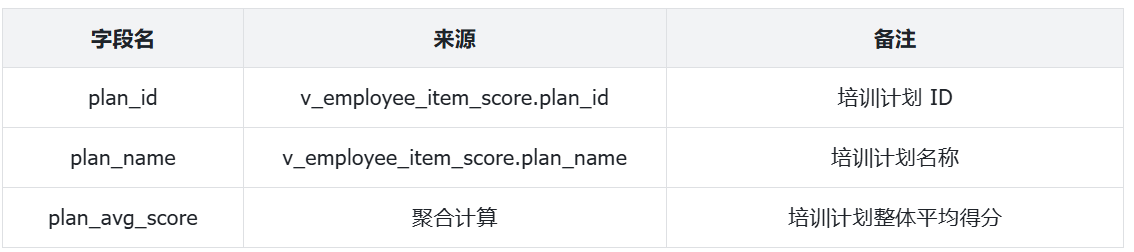 字段名 来源 备注
plan_id v_employee_item_score.plan_id 培训计划 ID
plan_name v_employee_item_score.plan_name 培训计划名称
plan_avg_score 聚合计算 培训计划整体平均得分